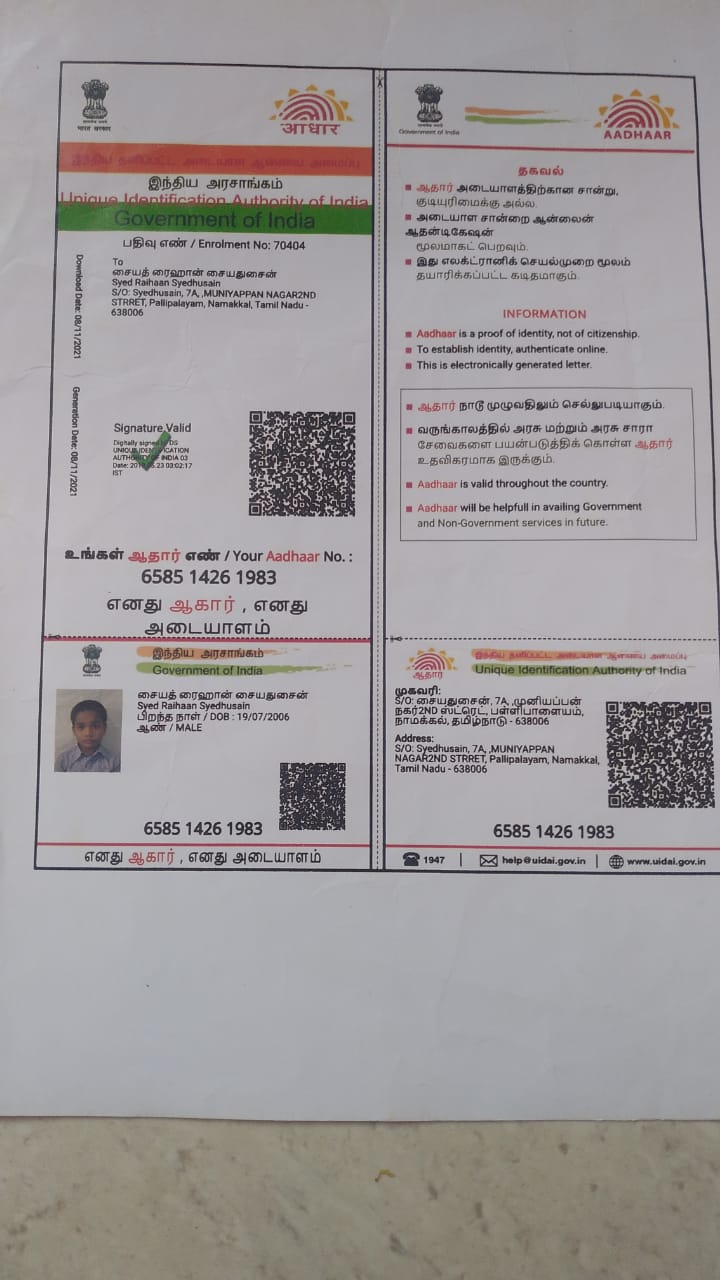 भारत सरकार
आधार
இந்திய தனிப்பட்ட அடையாள ஆணைய அமைப்பு
இந்திய அரசாங்கம்
Unique Identification Authority of India
Government of India
பதிவு எண் / Enrolment No: 70404
To
சையத் ரைஹான் சையதுசைன்
Syed Raihaan Syedhusain
S/O: Syedhusain, 7A, ,MUNIYAPPAN NAGAR2ND
STRRET, Pallipalayam, Namakkal, Tamil Nadu -
638006
Download Date: 08/11/2021
Generation Date: 08/11/2021
Signature Valid
Digitally signed by DS
UNIQUE IDENTIFICATION
AUTHORITY OF INDIA 03
03:02:17
IST
உங்கள் ஆதார் எண் / Your Aadhaar No. :
6585 1426 1983
எனது ஆகார் , எனது
அடையாளம்
Government of India
AADHAAR
தகவல்
ஆதார் அடையாளத்திற்கான சான்று,
குடியுரிமைக்கு அல்ல.
அடையாள சான்றை ஆன்லைன்
ஆதன்டிகேஷன்
மூலமாகட் பெறவும்.
இது எலக்ட்ரானிக் செயல்முறை மூலம்
தயாரிக்கப்பட்ட கடிதமாகும்.
INFORMATION
Aadhaar is a proof of identity, not of citizenship.
To establish identity, authenticate online.
This is electronically generated letter.
ஆதார் நாடு முழுவதிலும் செல்லுபடியாகும்.
வருங்காலத்தில் அரசு மற்றும் அரசு சாரா
சேவைகளை பயன்படுத்திக் கொள்ள ஆதார்
உதவிகரமாக இருக்கும்.
Aadhaar is valid throughout the country.
Aadhaar will be helpfull in availing Government
and Non-Government services in future.
இந்திய அரசாங்கம்
Government of India
சையத் ரைஹான் சையதுசைன்
Syed Raihaan Syedhusain
பிறந்த நாள் / DOB : 19/07/2006
ஆண் / MALE
6585 1426 1983
எனது ஆகார் , எனது அடையாளம்
ஆதார்
இந்திய தனிப்பட்ட அடையாள ஆணைய அமைப்பு
Unique Identification Authority of India
முகவரி:
S/O: சையதுசைன், 7A, ,முனியப்பன்
நகர்2ND ஸ்ட்ரெட், பள்ளிபாளையம்,
நாமக்கல், தமிழ்நாடு - 638006
Address:
S/O: Syedhusain, 7A, ,MUNIYAPPAN
NAGAR2ND STRRET, Pallipalayam, Namakkal,
Tamil Nadu - 638006
6585 1426 1983
1947 | help@uidai.gov.in | www.uidai.gov.in